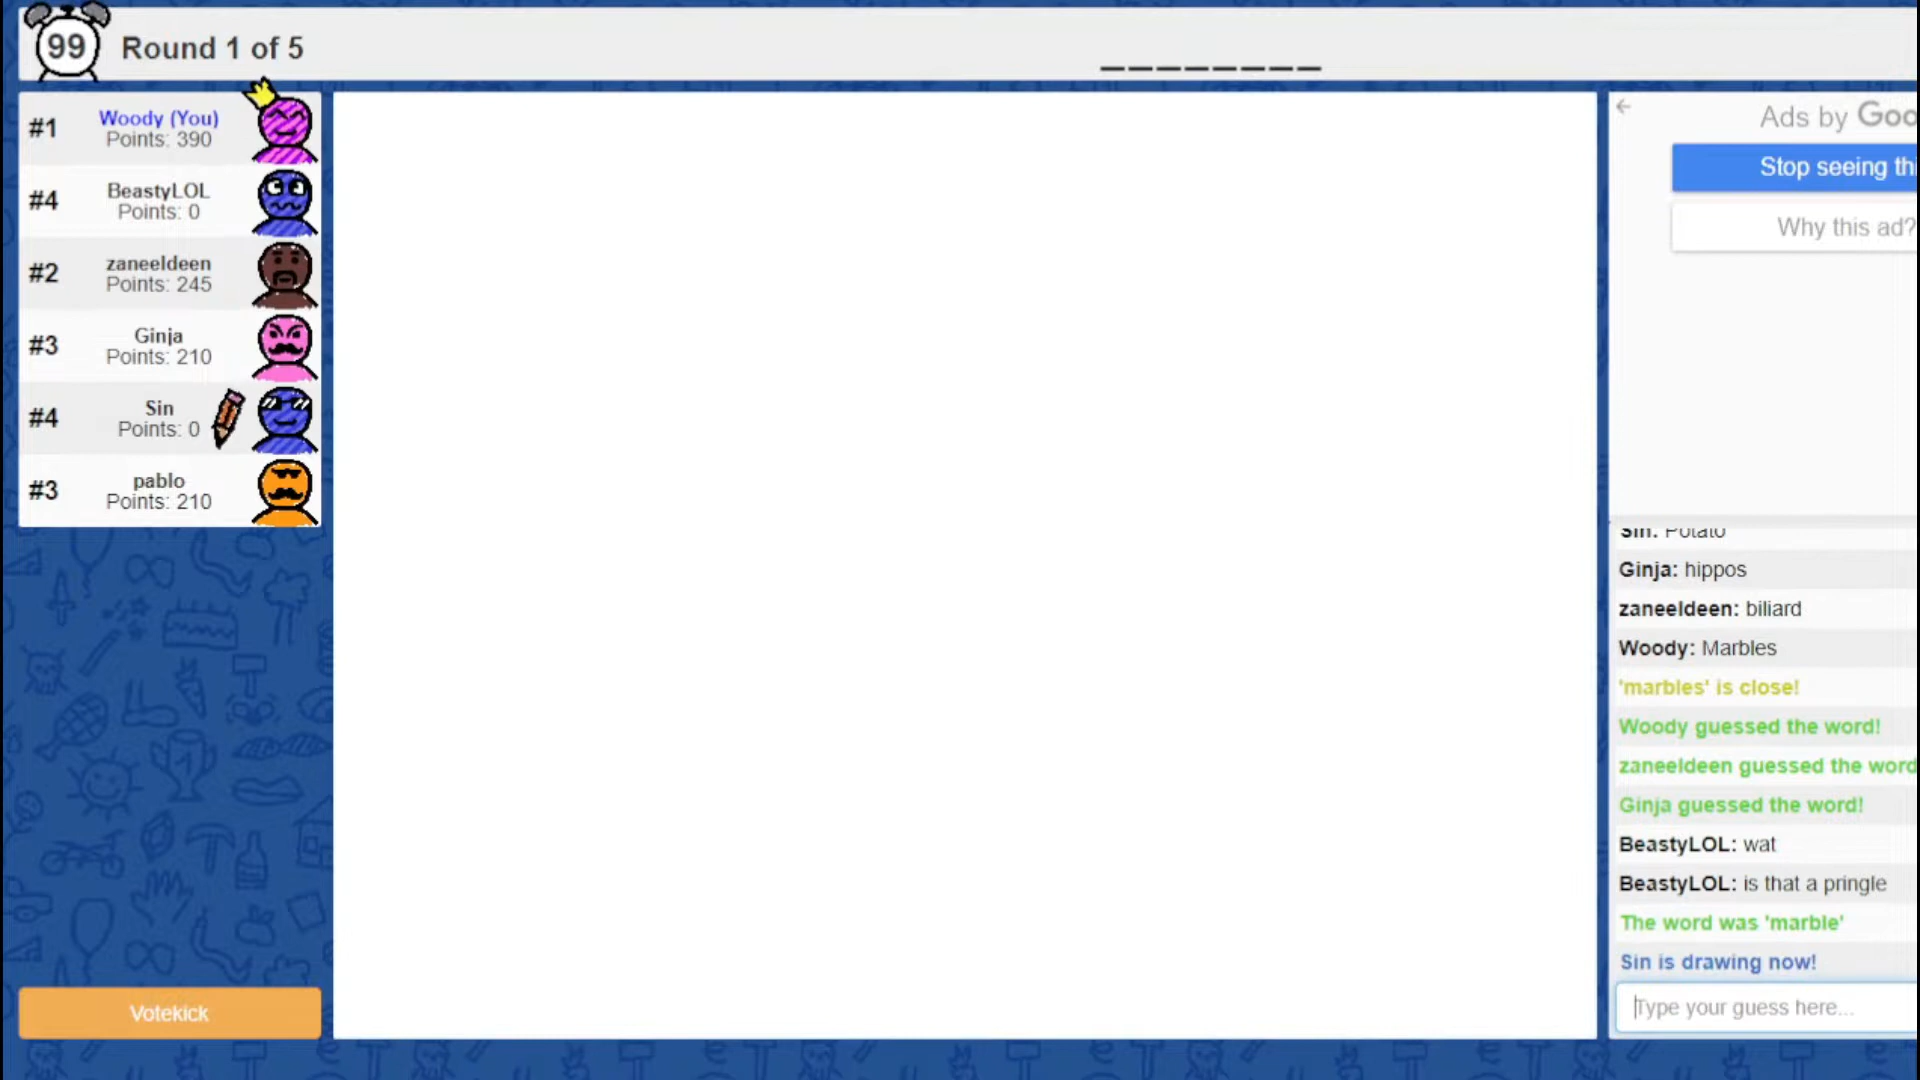 99
Round 1 of 5
________
#1
Woody (You)
Points: 390
#4
BeastyLOL
Points: 0
#2
zaneeldeen
Points: 245
#3
Ginja
Points: 210
#4
Sin
Points: 0
#3
pablo
Points: 210
Votekick
Ads by Goo
Stop seeing thi
Why this ad?
Sin: Potato
Ginja: hippos
zaneeldeen: biliard
Woody: Marbles
'marbles' is close!
Woody guessed the word!
zaneeldeen guessed the word
Ginja guessed the word!
BeastyLOL: wat
BeastyLOL: is that a pringle
The word was 'marble'
Sin is drawing now!
Type your guess here...